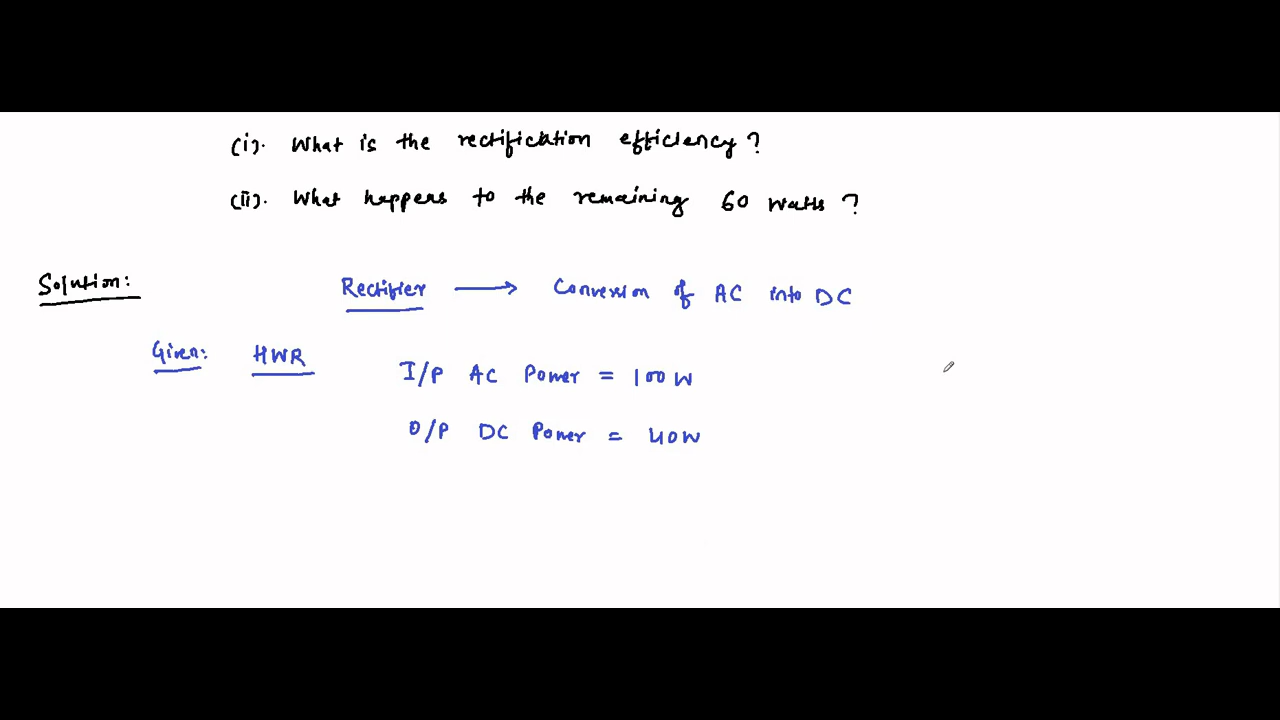 (i). What is the rectification efficiency?
(ii). What happens to the remaining 60 watts?
Solution:
Rectifier → Conversion of AC into DC
Given: HWR
I/P AC Power = 100W
O/P DC Power = 40W